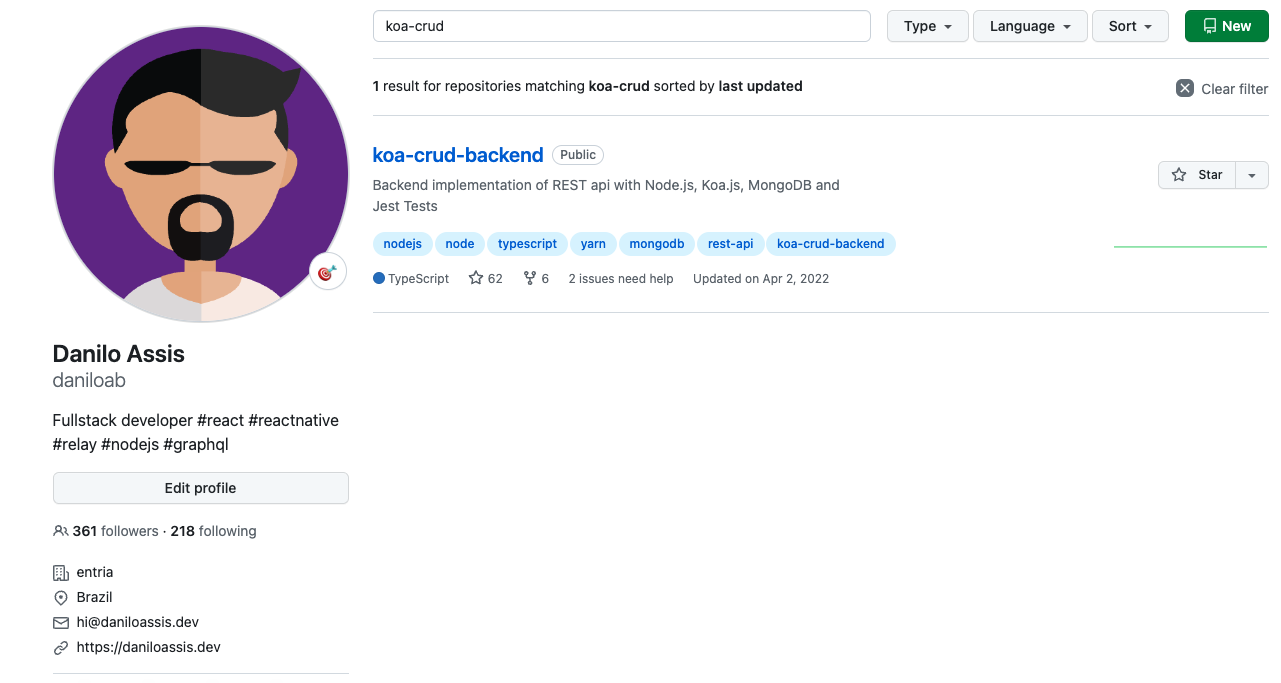 koa-crud
Type
Language
Sort
New
1 result for repositories matching koa-crud sorted by last updated
Clear filter
koa-crud-backend
Public
Backend implementation of REST api with Node.js, Koa.js, MongoDB and
Jest Tests
Star
nodejs node typescript yarn mongodb rest-api koa-crud-backend
TypeScript 62 6 2 issues need help Updated on Apr 2, 2022
Danilo Assis
daniloab
Fullstack developer #react #reactnative
#relay #nodejs #graphql
Edit profile
361 followers · 218 following
entria
Brazil
hi@daniloassis.dev
https://daniloassis.dev